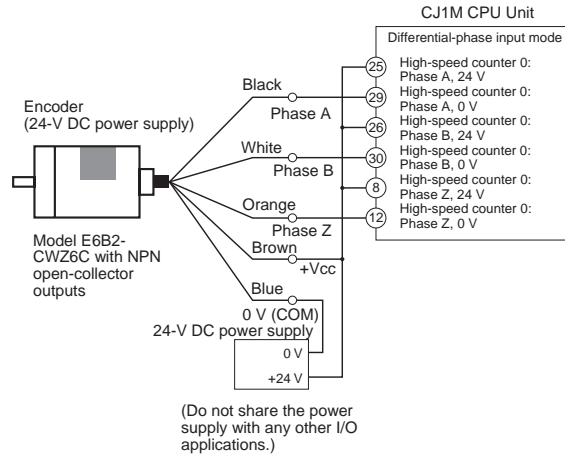 CJ1M CPU Unit
Differential-phase input mode
Encoder
(24-V DC power supply)
Black
Phase A
White
Phase B
Orange
Phase Z
Brown
+Vcc
Blue
0 V (COM)
Model E6B2-
CWZ6C with NPN
open-collector
outputs
25
High-speed counter 0:
Phase A, 24 V
29
High-speed counter 0:
Phase A, 0 V
26
High-speed counter 0:
Phase B, 24 V
30
High-speed counter 0:
Phase B, 0 V
8
High-speed counter 0:
Phase Z, 24 V
12
High-speed counter 0:
Phase Z, 0 V
24-V DC power supply
0 V
+24 V
(Do not share the power
supply with any other I/O
applications.)